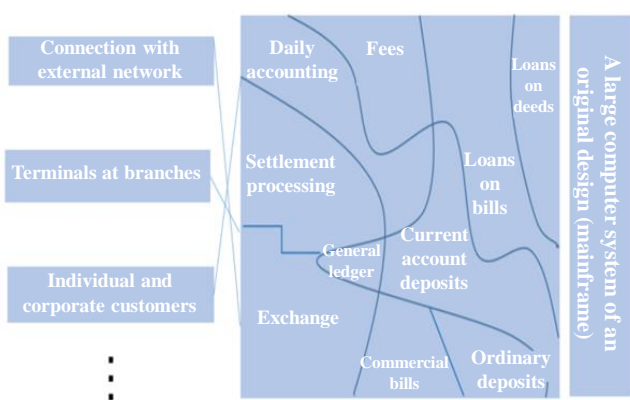 Connection with
external network
Terminals at branches
Individual and
corporate customers
Daily
accounting
Fees
Loans
on
deeds
Settlement
processing
Loans
on
bills
General
ledger
Current
account
deposits
Exchange
Commercial
bills
Ordinary
deposits
A large computer system of an
original design (mainframe)